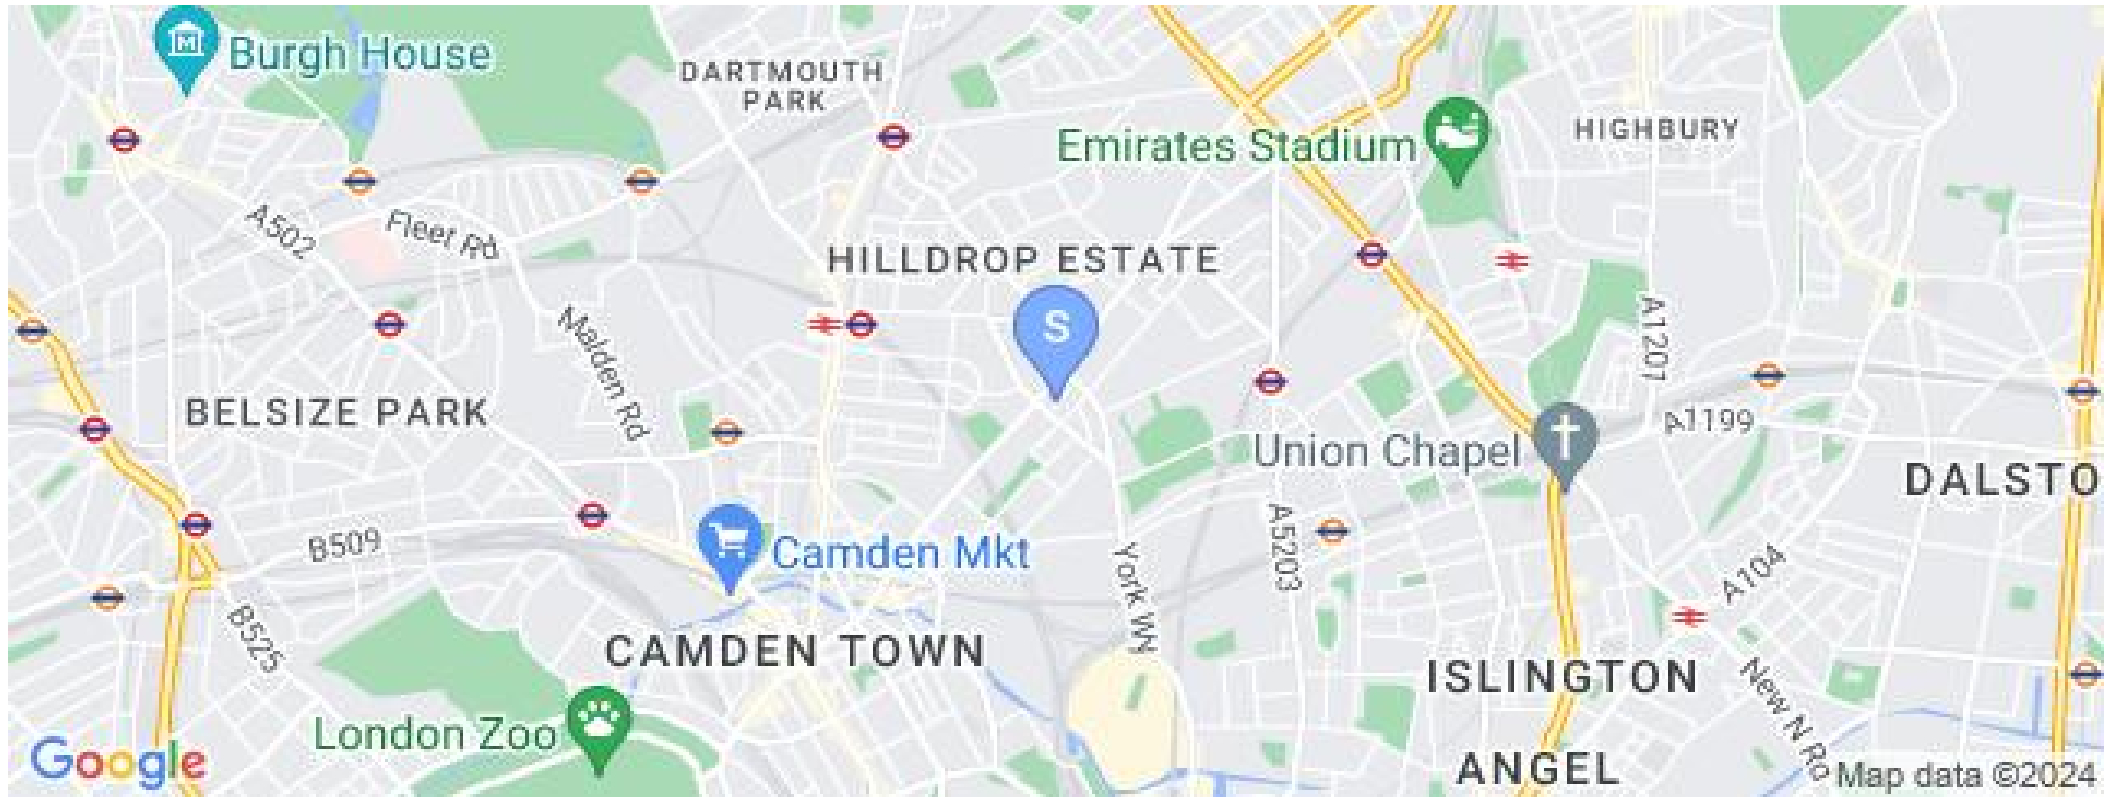 Burgh House
DARTMOUTH
PARK
Emirates Stadium
HIGHBURY
A502
Fleet Rd
HILLDROP ESTATE
S
Malden Rd
A1201
BELSIZE PARK
Union Chapel
A1199
DALSTO
B509
Camden Mkt
York Wy
A5203
A104
B525
CAMDEN TOWN
ISLINGTON
New N Rd
London Zoo
ANGEL
Google
Map data ©2024